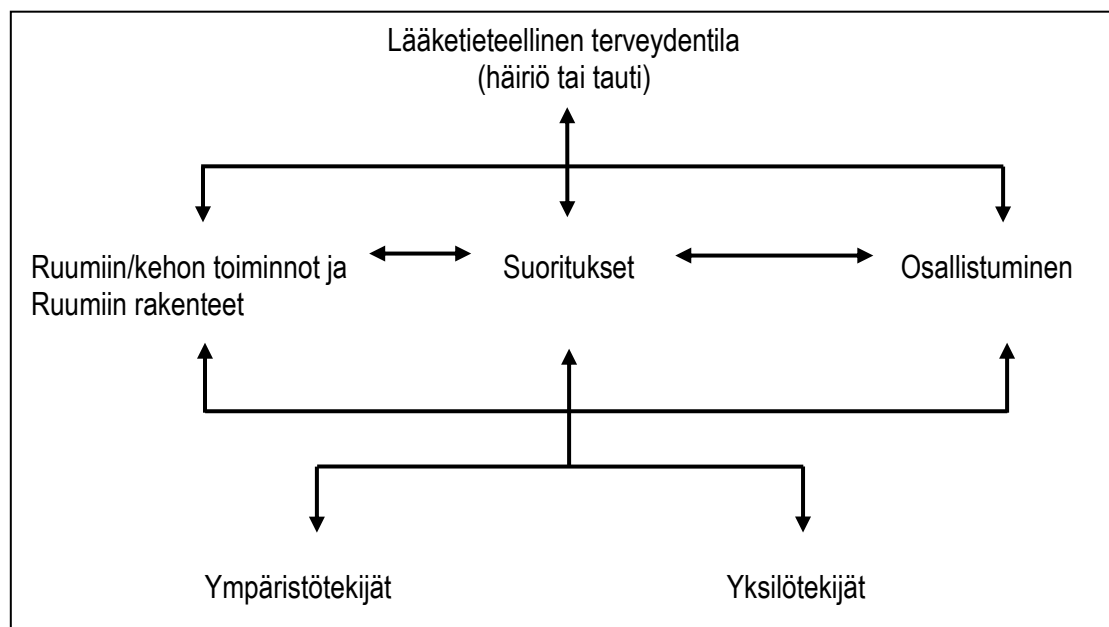 Lääketieteellinen terveydentila
(häiriö tai tauti)
Ruumiin/kehon toiminnot ja
Ruumiin rakenteet
Suoritukset
Osallistuminen
Ympäristötekijät
Yksilötekijät